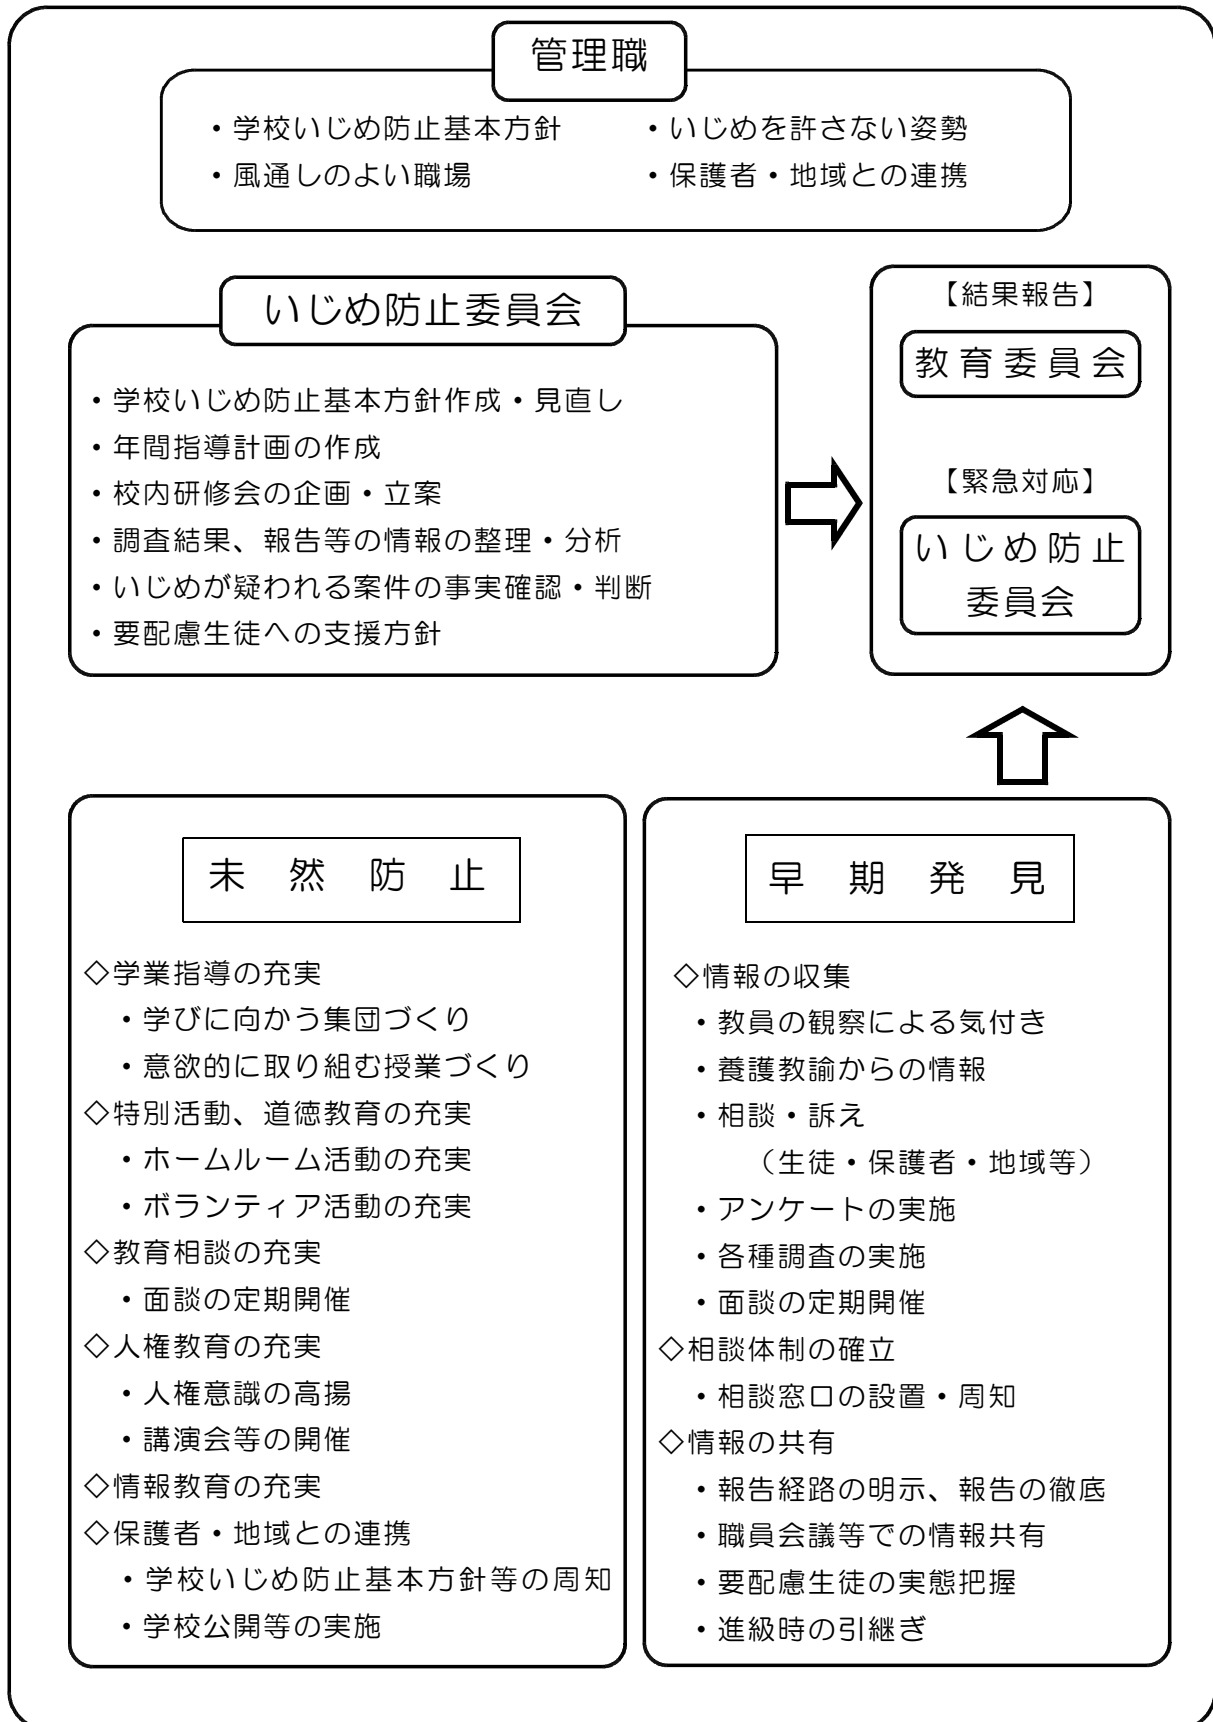 管理職
・学校いじめ防止基本方針 ・いじめを許さない姿勢
・風通しのよい職場 ・保護者・地域との連携
いじめ防止委員会
・学校いじめ防止基本方針作成・見直し
・年間指導計画の作成
・校内研修会の企画・立案
・調査結果、報告等の情報の整理・分析
・いじめが疑われる案件の事実確認・判断
・要配慮生徒への支援方針
【結果報告】
教育委員会
【緊急対応】
いじめ防止
委員会
未然防止
◇学業指導の充実
・学びに向かう集団づくり
・意欲的に取り組む授業づくり
◇特別活動、道徳教育の充実
・ホームルーム活動の充実
・ボランティア活動の充実
◇教育相談の充実
・面談の定期開催
◇人権教育の充実
・人権意識の高揚
・講演会等の開催
◇情報教育の充実
◇保護者・地域との連携
・学校いじめ防止基本方針等の周知
・学校公開等の実施
早期発見
◇情報の収集
・教員の観察による気付き
・養護教諭からの情報
・相談・訴え
（生徒・保護者・地域等）
・アンケートの実施
・各種調査の実施
・面談の定期開催
◇相談体制の確立
・相談窓口の設置・周知
◇情報の共有
・報告経路の明示、報告の徹底
・職員会議等での情報共有
・要配慮生徒の実態把握
・進級時の引継ぎ